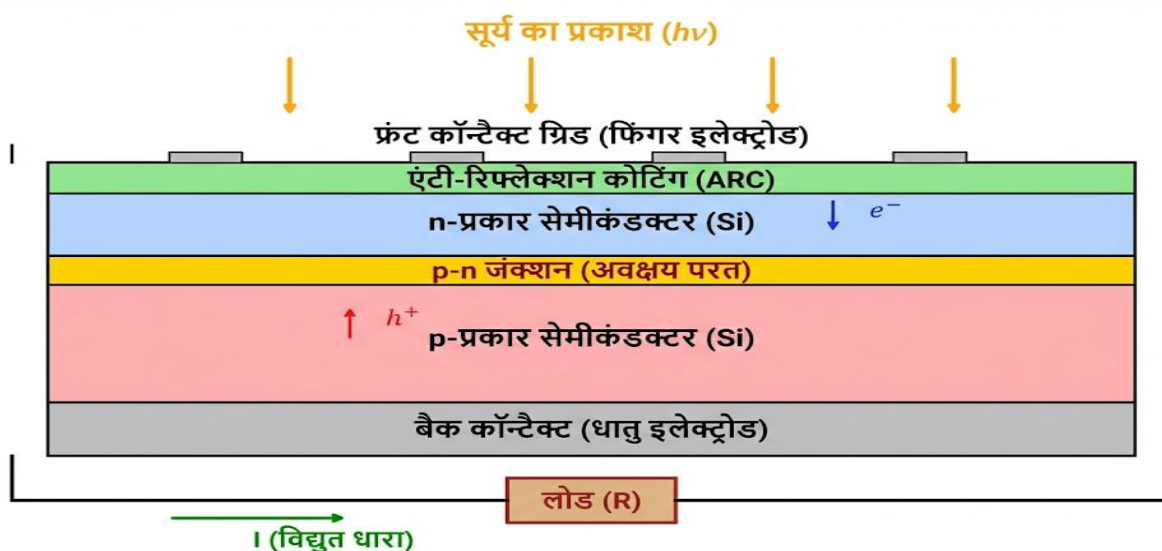 सूर्य का प्रकाश (hν)
फ्रंट कॉन्टैक्ट ग्रिड (फिंगर इलेक्ट्रोड)
एंटी-रिफ्लेक्शन कोटिंग (ARC)
n-प्रकार सेमीकंडक्टर (Si)
e⁻
p-n जंक्शन (अवक्षय परत)
h⁺
p-प्रकार सेमीकंडक्टर (Si)
बैक कॉन्टैक्ट (धातु इलेक्ट्रोड)
लोड (R)
I (विद्युत धारा)